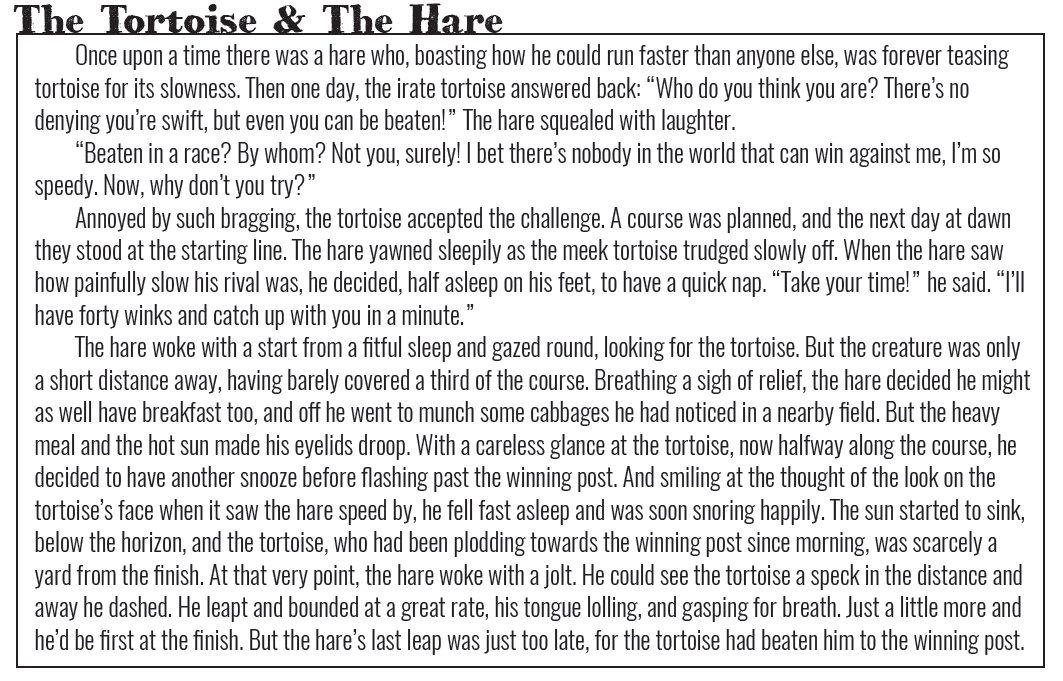 The Tortoise & The Hare
Once upon a time there was a hare who, boasting how he could run faster than anyone else, was forever teasing
tortoise for its slowness. Then one day, the irate tortoise answered back: “Who do you think you are? There’s no
denying you’re swift, but even you can be beaten!” The hare squealed with laughter.
“Beaten in a race? By whom? Not you, surely! I bet there’s nobody in the world that can win against me, I’m so
speedy. Now, why don’t you try?”
Annoyed by such bragging, the tortoise accepted the challenge. A course was planned, and the next day at dawn
they stood at the starting line. The hare yawned sleepily as the meek tortoise trudged slowly off. When the hare saw
how painfully slow his rival was, he decided, half asleep on his feet, to have a quick nap. “Take your time!” he said. “I’ll
have forty winks and catch up with you in a minute.”
The hare woke with a start from a fitful sleep and gazed round, looking for the tortoise. But the creature was only
a short distance away, having barely covered a third of the course. Breathing a sigh of relief, the hare decided he might
as well have breakfast too, and off he went to munch some cabbages he had noticed in a nearby field. But the heavy
meal and the hot sun made his eyelids droop. With a careless glance at the tortoise, now halfway along the course, he
decided to have another snooze before flashing past the winning post. And smiling at the thought of the look on the
tortoise’s face when it saw the hare speed by, he fell fast asleep and was soon snoring happily. The sun started to sink,
below the horizon, and the tortoise, who had been plodding towards the winning post since morning, was scarcely a
yard from the finish. At that very point, the hare woke with a jolt. He could see the tortoise a speck in the distance and
away he dashed. He leapt and bounded at a great rate, his tongue lolling, and gasping for breath. Just a little more and
he’d be first at the finish. But the hare’s last leap was just too late, for the tortoise had beaten him to the winning post.